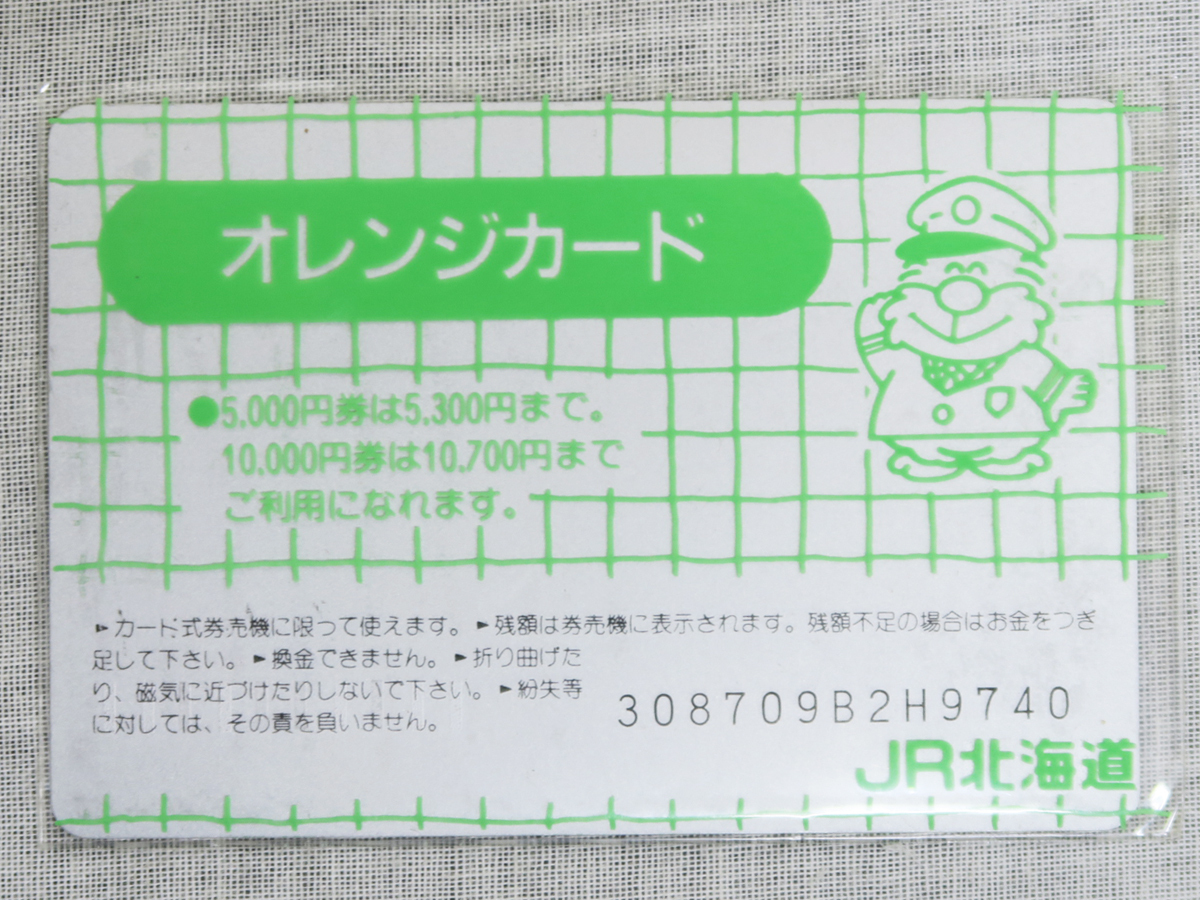 オレンジカード
●5,000円券は5,300円まで。
10,000円券は10,700円まで
ご利用になれます。
►カード式券売機に限って使えます。►残額は券売機に表示されます。残額不足の場合はお金をつぎ
足して下さい。►換金できません。►折り曲げた
り、磁気に近づけたりしないで下さい。►紛失等
に対しては、その責を負いません。
308709B2H9740
JR北海道